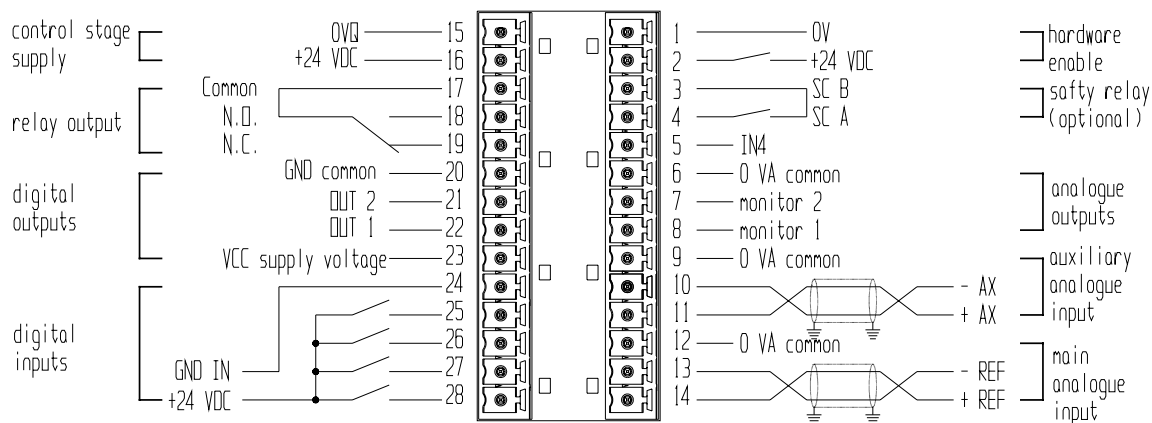 control stage
supply
0VQ
+24 VDC
15
16
relay output
Common
N.O.
N.C.
17
18
19
digital
outputs
GND common
OUT 2
OUT 1
VCC supply voltage
20
21
22
23
digital
inputs
GND IN
+24 VDC
24
25
26
27
28
1
2
0V
+24 VDC
hardware
enable
3
4
SC B
SC A
safty relay
(optional)
5
IN4
6
7
8
0 VA common
monitor 2
monitor 1
analogue
outputs
9
10
11
0 VA common
- AX
+ AX
auxiliary
analogue
input
12
13
14
0 VA common
- REF
+ REF
main
analogue
input